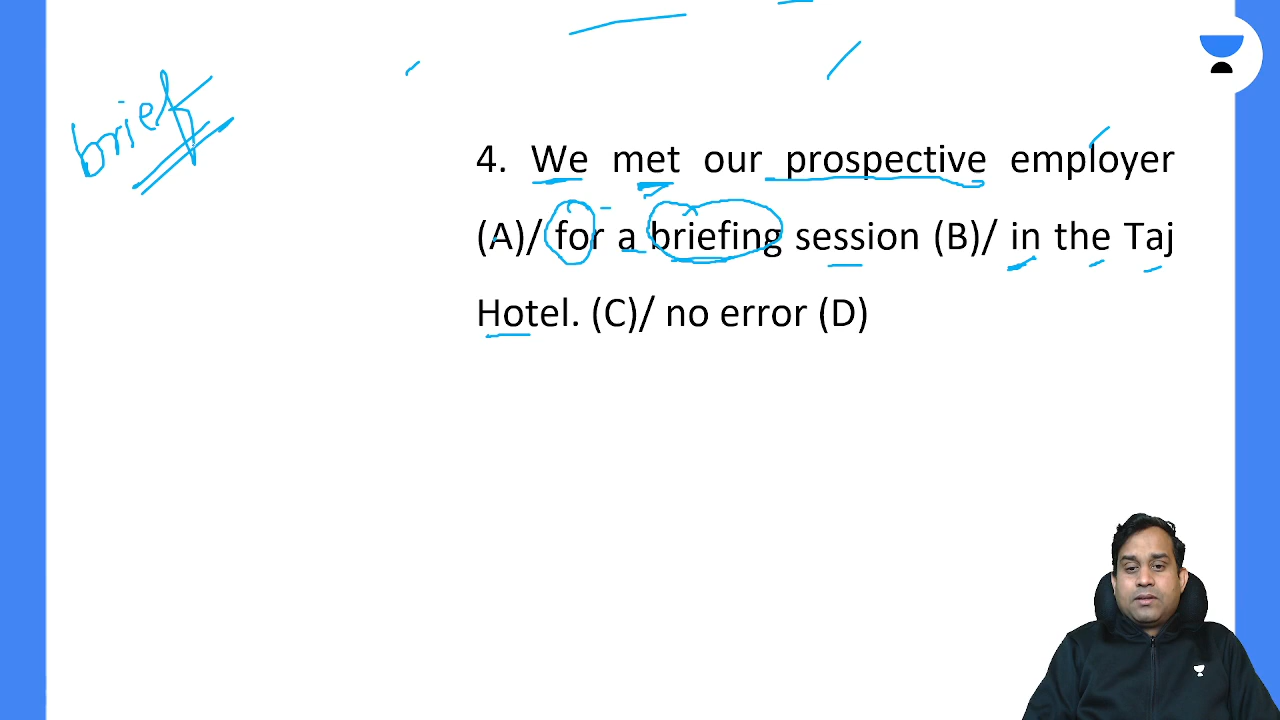 brief
4. We met our prospective employer
(A)/ for a briefing session (B)/ in the Taj
Hotel. (C)/ no error (D)